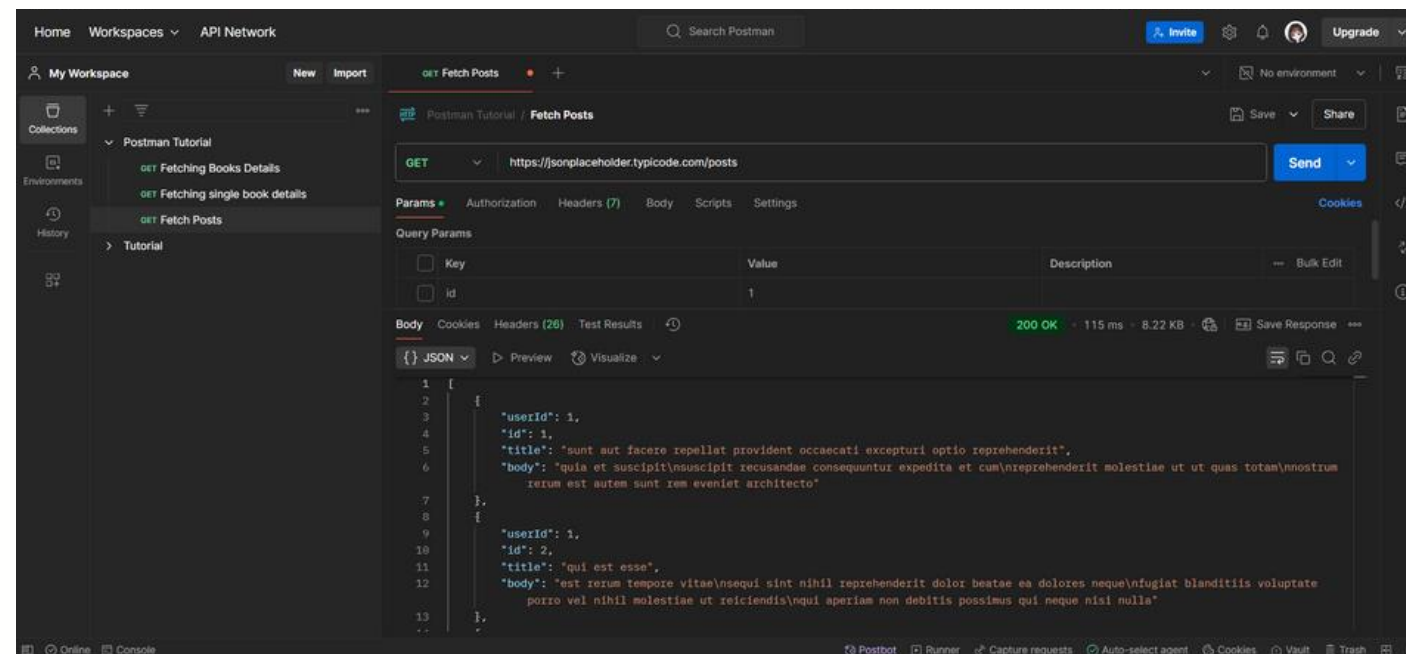 Home Workspaces API Network Search Postman Invite Upgrade
My Workspace New Import GET Fetch Posts No environment
Collections
Environments
History
Postman Tutorial
GET Fetching Books Details
GET Fetching single book details
GET Fetch Posts
Tutorial
Postman Tutorial / Fetch Posts Save Share
GET https://jsonplaceholder.typicode.com/posts Send
Params Authorization Headers (7) Body Scripts Settings Cookies
Query Params
Key Value Description Bulk Edit
id 1
Body Cookies Headers (26) Test Results 200 OK 115 ms 8.22 KB Save Response
{} JSON Preview Visualize
1 [
2 {
3 "userId": 1,
4 "id": 1,
5 "title": "sunt aut facere repellat provident occaecati excepturi optio reprehenderit",
6 "body": "quia et suscipit\nsuscipit recusandae consequuntur expedita et cum\nreprehenderit molestiae ut ut quas totam\nnostrum
rerum est autem sunt rem eveniet architecto"
7 },
8 {
9 "userId": 1,
10 "id": 2,
11 "title": "qui est esse",
12 "body": "est rerum tempore vitae\nsequi sint nihil reprehenderit dolor beatae ea dolores neque\nfugiat blanditiis voluptate
porro vel nihil molestiae ut reiciendis\nqui aperiam non debitis possimus qui neque nisi nulla"
13 },
Online Console Postbot Runner Capture requests Auto-select agent Cookies Vault Trash